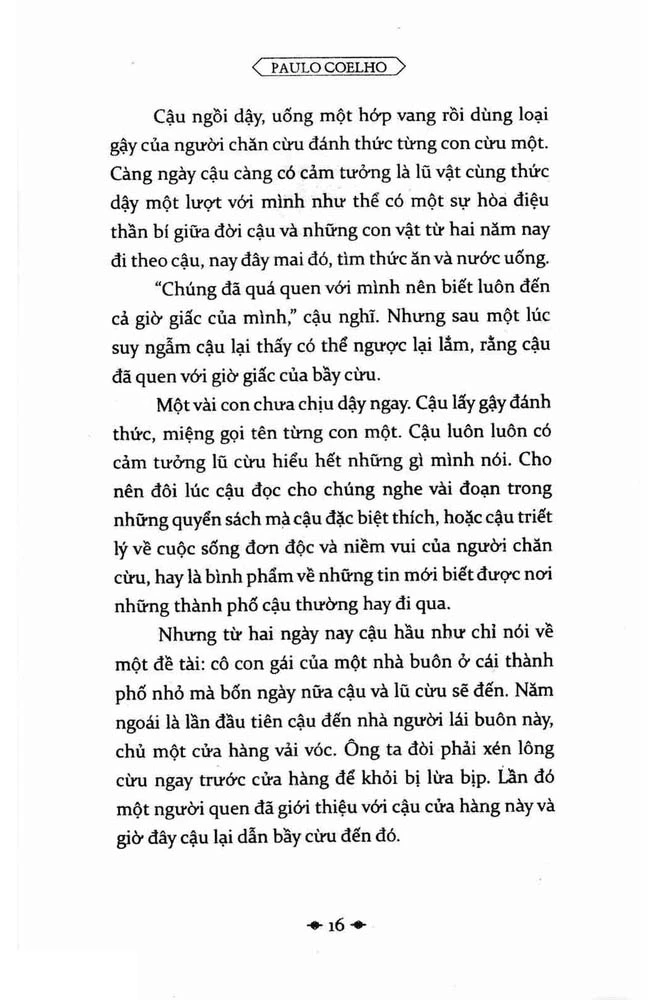 PAULO COELHO
Cậu ngồi dậy, uống một hớp vang rồi dùng loại
gậy của người chăn cừu đánh thức từng con cừu một.
Càng ngày cậu càng có cảm tưởng là lũ vật cùng thức
dậy một lượt với mình như thể có một sự hòa điệu
thần bí giữa đời cậu và những con vật từ hai năm nay
đi theo cậu, nay đây mai đó, tìm thức ăn và nước uống.
“Chúng đã quá quen với mình nên biết luôn đến
cả giờ giấc của mình,” cậu nghĩ. Nhưng sau một lúc
suy ngẫm cậu lại thấy có thể ngược lại lắm, rằng cậu
đã quen với giờ giấc của bầy cừu.
Một vài con chưa chịu dậy ngay. Cậu lấy gậy đánh
thức, miệng gọi tên từng con một. Cậu luôn luôn có
cảm tưởng lũ cừu hiểu hết những gì mình nói. Cho
nên đôi lúc cậu đọc cho chúng nghe vài đoạn trong
những quyển sách mà cậu đặc biệt thích, hoặc cậu triết
lý về cuộc sống đơn độc và niềm vui của người chăn
cừu, hay là bình phẩm về những tin mới biết được nơi
những thành phố cậu thường hay đi qua.
Nhưng từ hai ngày nay cậu hầu như chỉ nói về
một đề tài: cô con gái của một nhà buôn ở cái thành
phố nhỏ mà bốn ngày nữa cậu và lũ cừu sẽ đến. Năm
ngoái là lần đầu tiên cậu đến nhà người lái buôn này,
chủ một cửa hàng vải vóc. Ông ta đòi phải xén lông
cừu ngay trước cửa hàng để khỏi bị lừa bịp. Lần đó
một người quen đã giới thiệu với cậu cửa hàng này và
giờ đây cậu lại dẫn bầy cừu đến đó.
16